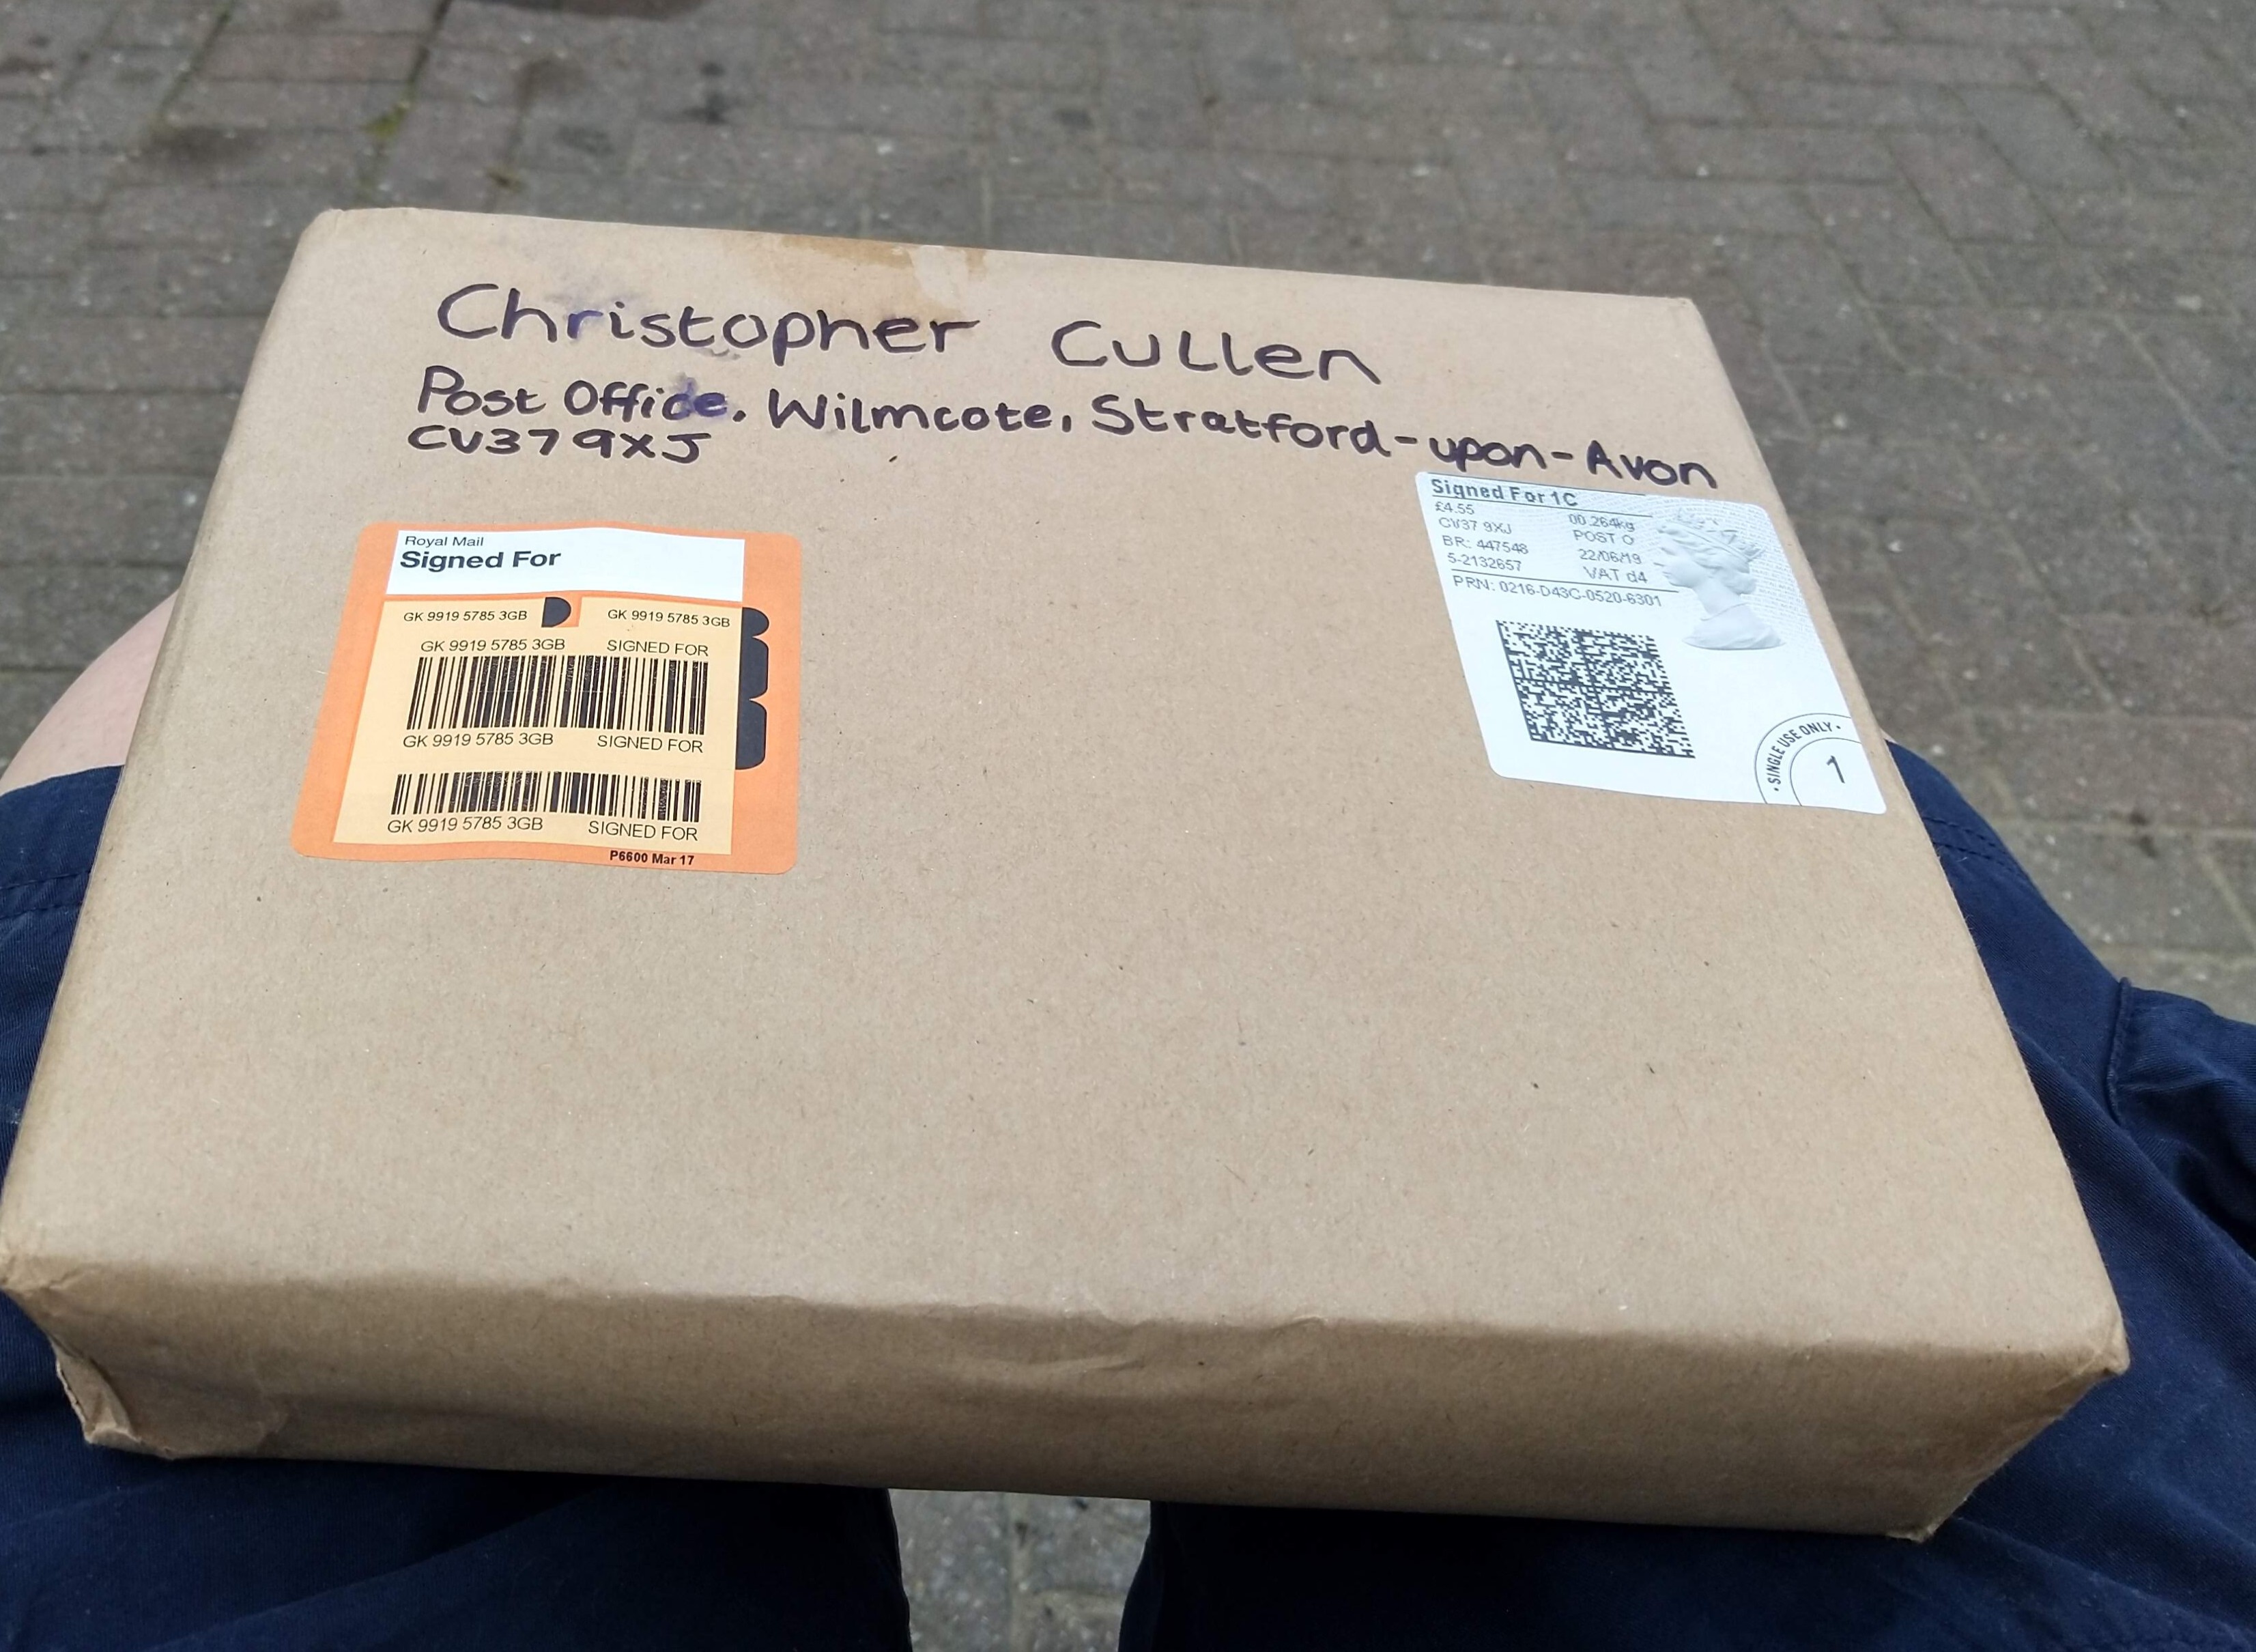 Christopher Cullen
Post Office, Wilmcote, Stratford-upon-Avon
CV37 9XJ
Royal Mail
Signed For
GK 9919 5785 3GB
GK 9919 5785 3GB
GK 9919 5785 3GB SIGNED FOR
GK 9919 5785 3GB SIGNED FOR
GK 9919 5785 3GB SIGNED FOR
P6600 Mar 17
Signed For 1C
£4.55 00.264kg
CV37 9XJ POST O
BR: 447548 22/06/19
5-2132657 VAT d4
PRN: 0216-D43C-0520-6301
• SINGLE USE ONLY •
1